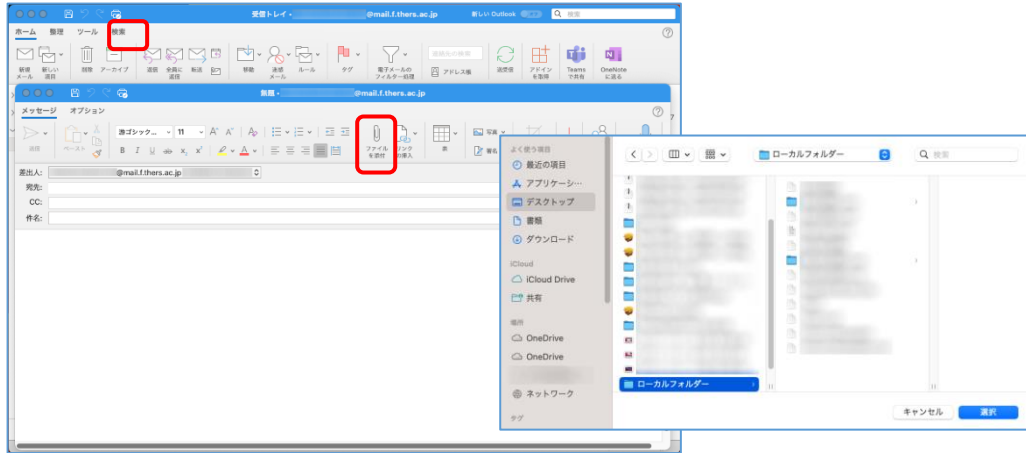 受信トレイ •
@mail.f.thers.ac.jp
新しい Outlook
検索
ホーム 整理 ツール 検索
新規メール
新しい項目
削除
アーカイブ
返信
全員に返信
転送
移動
迷惑メール
ルール
タグ
電子メールのフィルター処理
連絡先の検索
アドレス帳
送受信
アドインを取得
Teams で共有
OneNote に送る
無題 •
@mail.f.thers.ac.jp
メッセージ オプション
送信
ペースト
游ゴシック... 11
B I U ab x, x²
ファイルを添付
リンクの挿入
表
写真
署名
差出人: @mail.f.thers.ac.jp
宛先:
CC:
件名:
よく使う項目
最近の項目
アプリケーシ…
デスクトップ
書類
ダウンロード
iCloud
iCloud Drive
共有
場所
OneDrive
OneDrive
ネットワーク
タグ
ローカルフォルダー
検索
ローカルフォルダー
キャンセル 選択